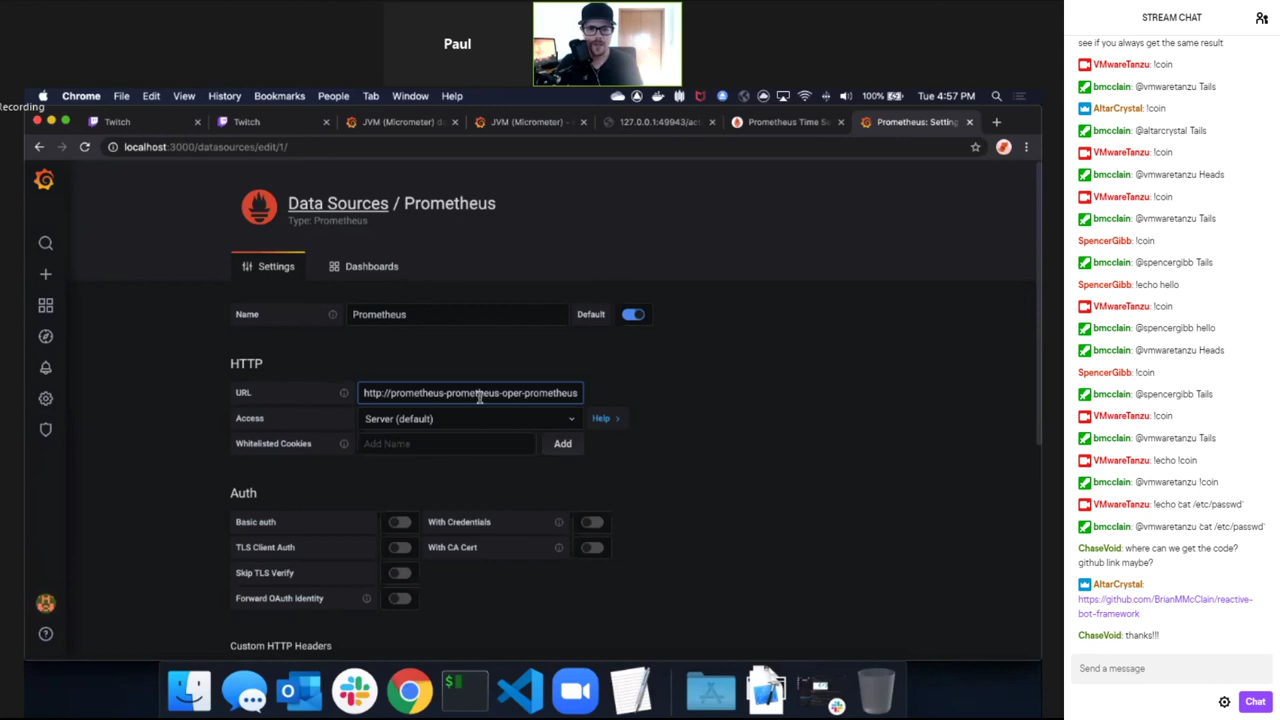 Paul
ecording
Chrome File Edit View History Bookmarks People Tab Window Help 100% Tue 4:57 PM
Twitch Twitch JVM (Micrometer) d: JVM (Micrometer) - 127.0.0.1:49943/act Prometheus Time Se Prometheus: Setting
localhost:3000/datasources/edit/1/
Data Sources / Prometheus
Type: Prometheus
Settings Dashboards
Name Prometheus Default
HTTP
URL http://prometheus-prometheus-oper-prometheus
Access Server (default) Help >
Whitelisted Cookies Add Name Add
Auth
Basic auth With Credentials
TLS Client Auth With CA Cert
Skip TLS Verify
Forward OAuth Identity
Custom HTTP Headers
STREAM CHAT
see if you always get the same result
VMwareTanzu: !coin
bmcclain: @vmwaretanzu Tails
AltarCrystal: !coin
bmcclain: @altarcrystal Tails
VMwareTanzu: !coin
bmcclain: @vmwaretanzu Heads
VMwareTanzu: !coin
bmcclain: @vmwaretanzu Tails
SpencerGibb: !coin
bmcclain: @spencergibb Tails
SpencerGibb: !echo hello
VMwareTanzu: !coin
bmcclain: @spencergibb hello
bmcclain: @vmwaretanzu Heads
SpencerGibb: !coin
bmcclain: @spencergibb Tails
VMwareTanzu: !coin
bmcclain: @vmwaretanzu Tails
VMwareTanzu: !echo !coin
bmcclain: @vmwaretanzu !coin
VMwareTanzu: !echo `cat /etc/passwd`
bmcclain: @vmwaretanzu `cat /etc/passwd`
ChaseVoid: where can we get the code?
github link maybe?
AltarCrystal:
https://github.com/BrianMMcClain/reactive-
bot-framework
ChaseVoid: thanks!!!
Send a message
Chat